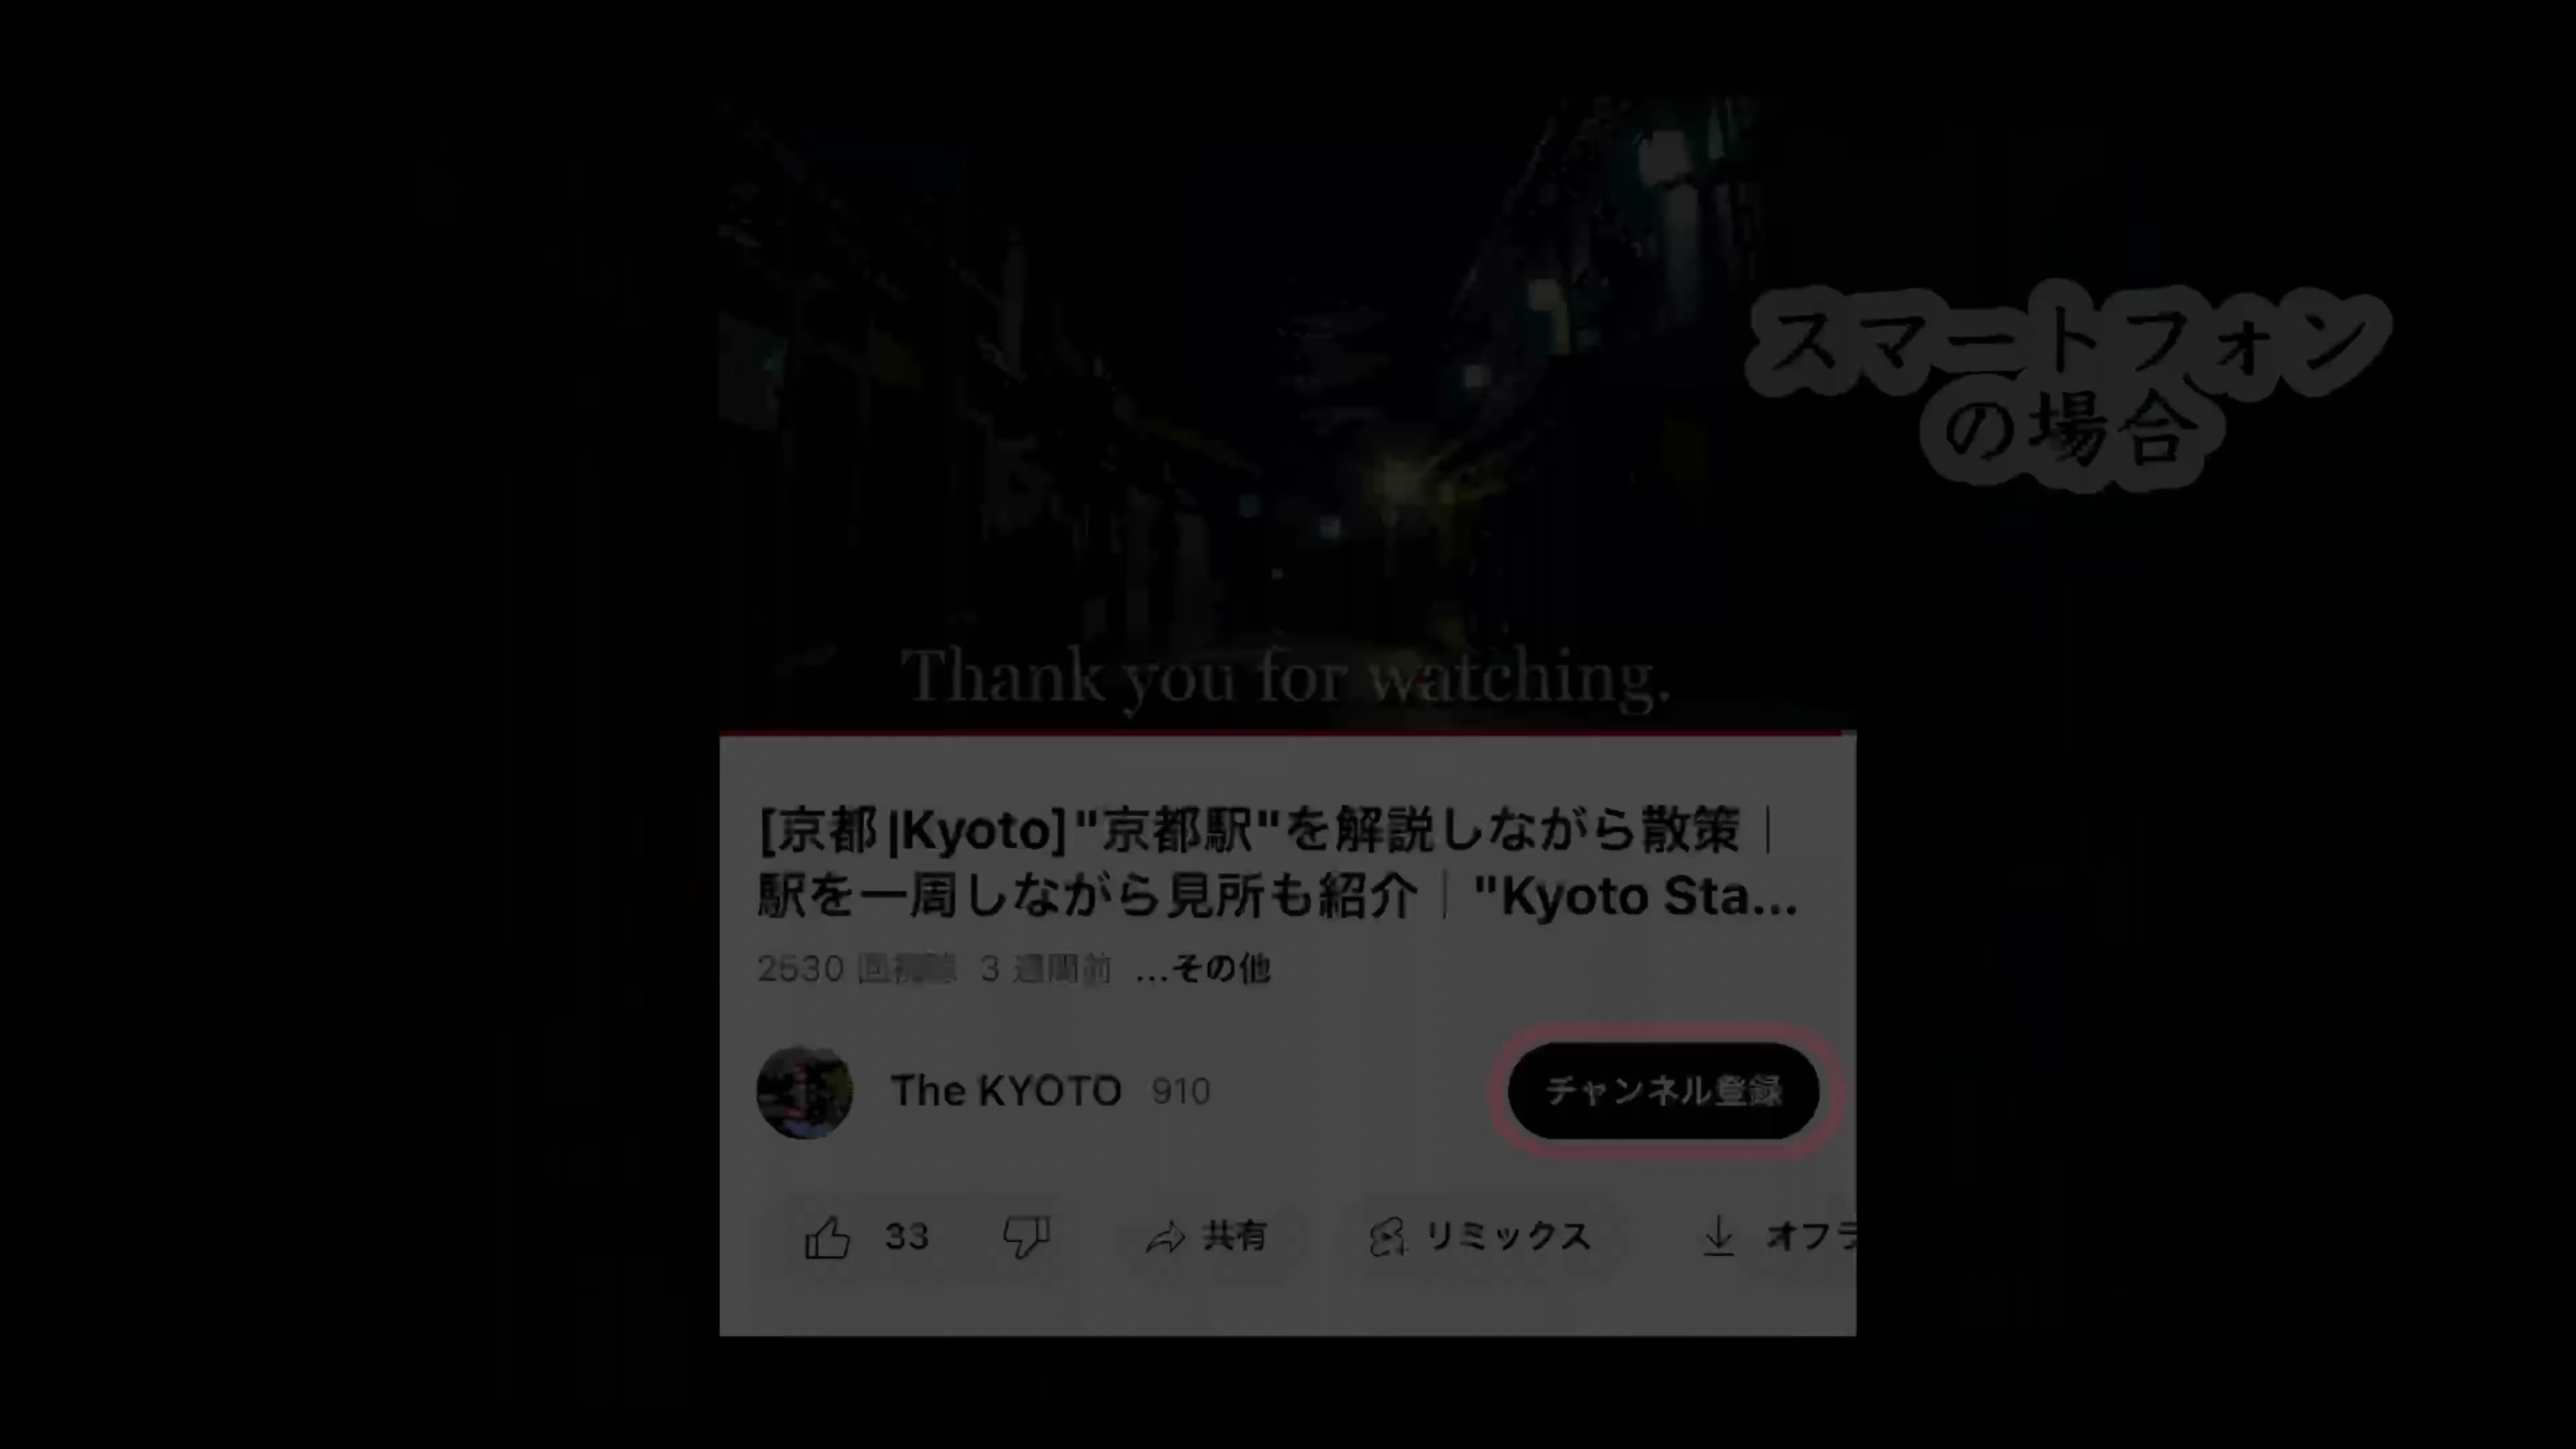 スマートフォン
の場合
Thank you for watching.
[京都 |Kyoto]"京都駅"を解説しながら散策｜
駅を一周しながら見所も紹介｜"Kyoto Sta...
2530 回視聴 3 週間前 ...その他
The KYOTO 910 チャンネル登録
33 共有 リミックス オフラ